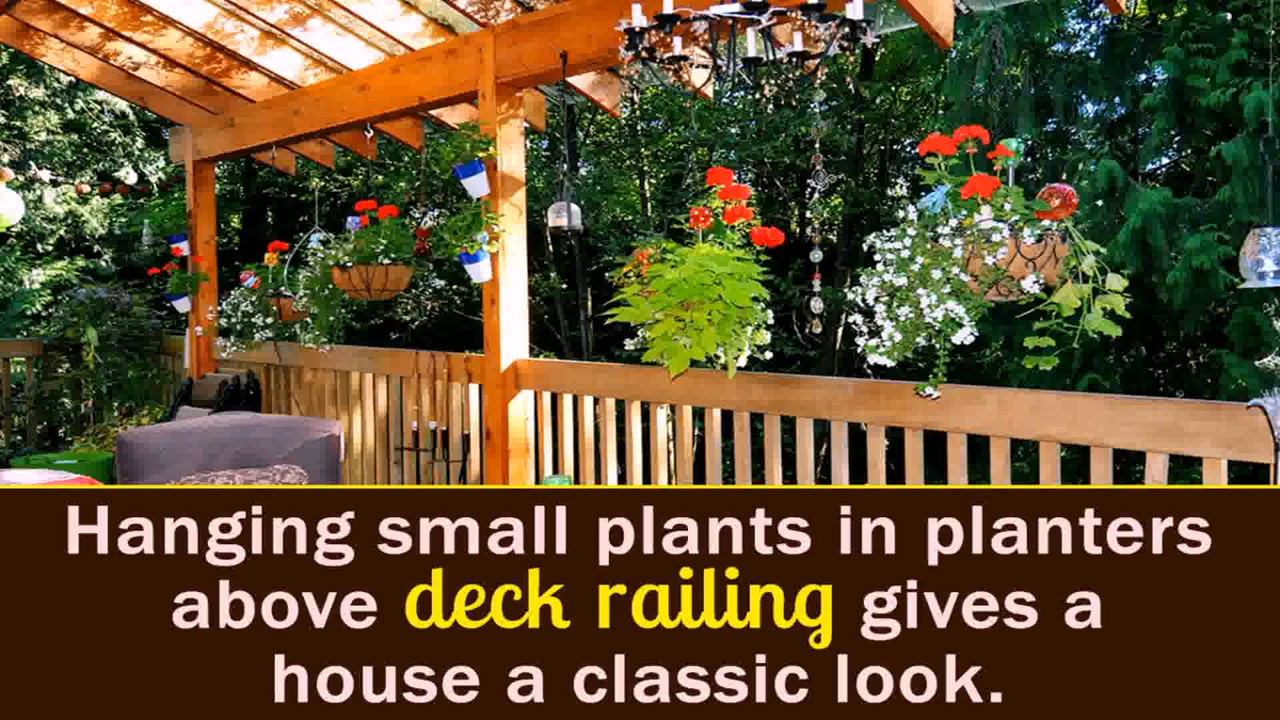 Hanging small plants in planters
above deck railing gives a
house a classic look.